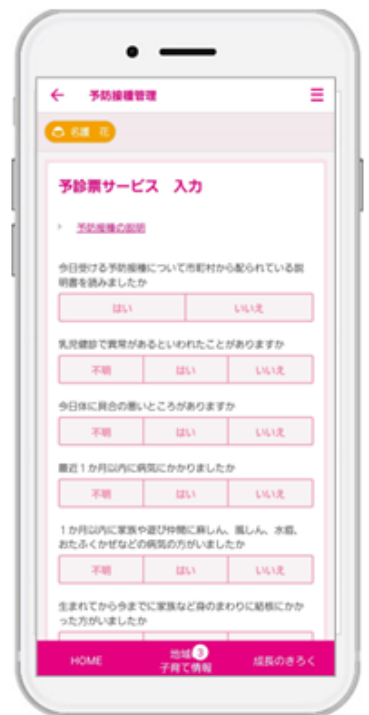 予防接種管理
名護 花
予診票サービス 入力
予防接種の説明
今日受ける予防接種について市町村から配られている説
明書を読みましたか
はい いいえ
乳児健診で異常があるといわれたことがありますか
不明 はい いいえ
今日体に具合の悪いところがありますか
不明 はい いいえ
最近1か月以内に病気にかかりましたか
不明 はい いいえ
1か月以内に家族や遊び仲間に麻しん、風しん、水痘、
おたふくかぜなどの病気の方がいましたか
不明 はい いいえ
生まれてから今までに家族など身のまわりに結核にかか
った方がいましたか
HOME 地域 3 子育て情報 成長のきろく